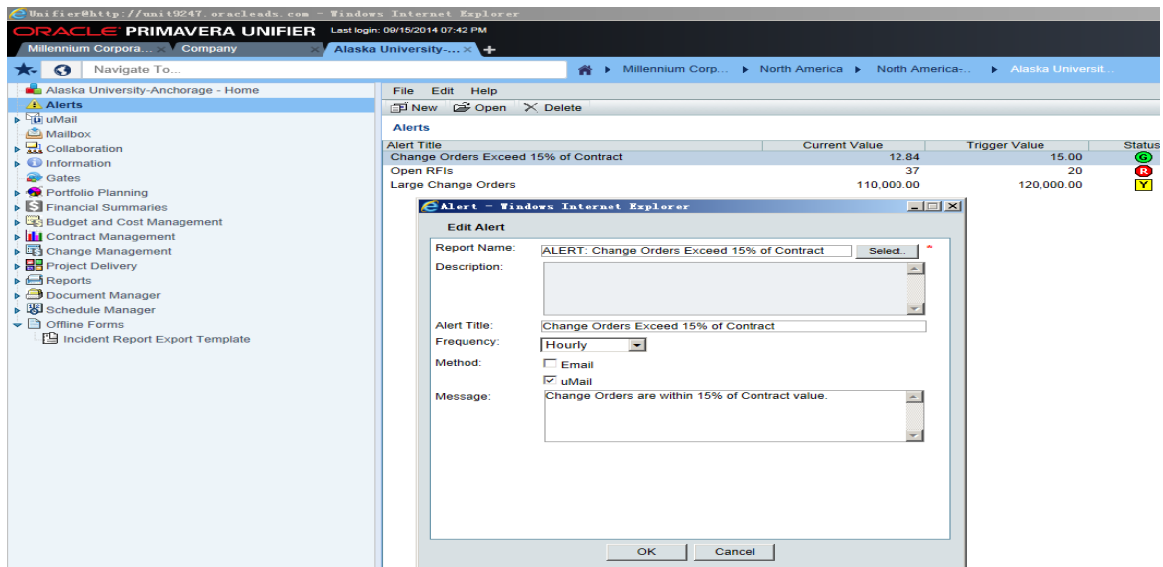 Unifier@http://unit9247.oracleads.com - Windows Internet Explorer
ORACLE PRIMAVERA UNIFIER Last login: 09/15/2014 07:42 PM
Millennium Corpora... × Company × Alaska University-... × +
Navigate To... Millennium Corp... North America North America-... Alaska Universit...
Alaska University-Anchorage - Home
Alerts
uMail
Mailbox
Collaboration
Information
Gates
Portfolio Planning
Financial Summaries
Budget and Cost Management
Contract Management
Change Management
Project Delivery
Reports
Document Manager
Schedule Manager
Offline Forms
Incident Report Export Template
File Edit Help
New Open Delete
Alerts
Alert Title Current Value Trigger Value Status
Change Orders Exceed 15% of Contract 12.84 15.00 G
Open RFIs 37 20 R
Large Change Orders 110,000.00 120,000.00 Y
Alert - Windows Internet Explorer
Edit Alert
Report Name: ALERT: Change Orders Exceed 15% of Contract Select.. *
Description:
Alert Title: Change Orders Exceed 15% of Contract
Frequency: Hourly
Method: Email
uMail
Message: Change Orders are within 15% of Contract value.
OK Cancel